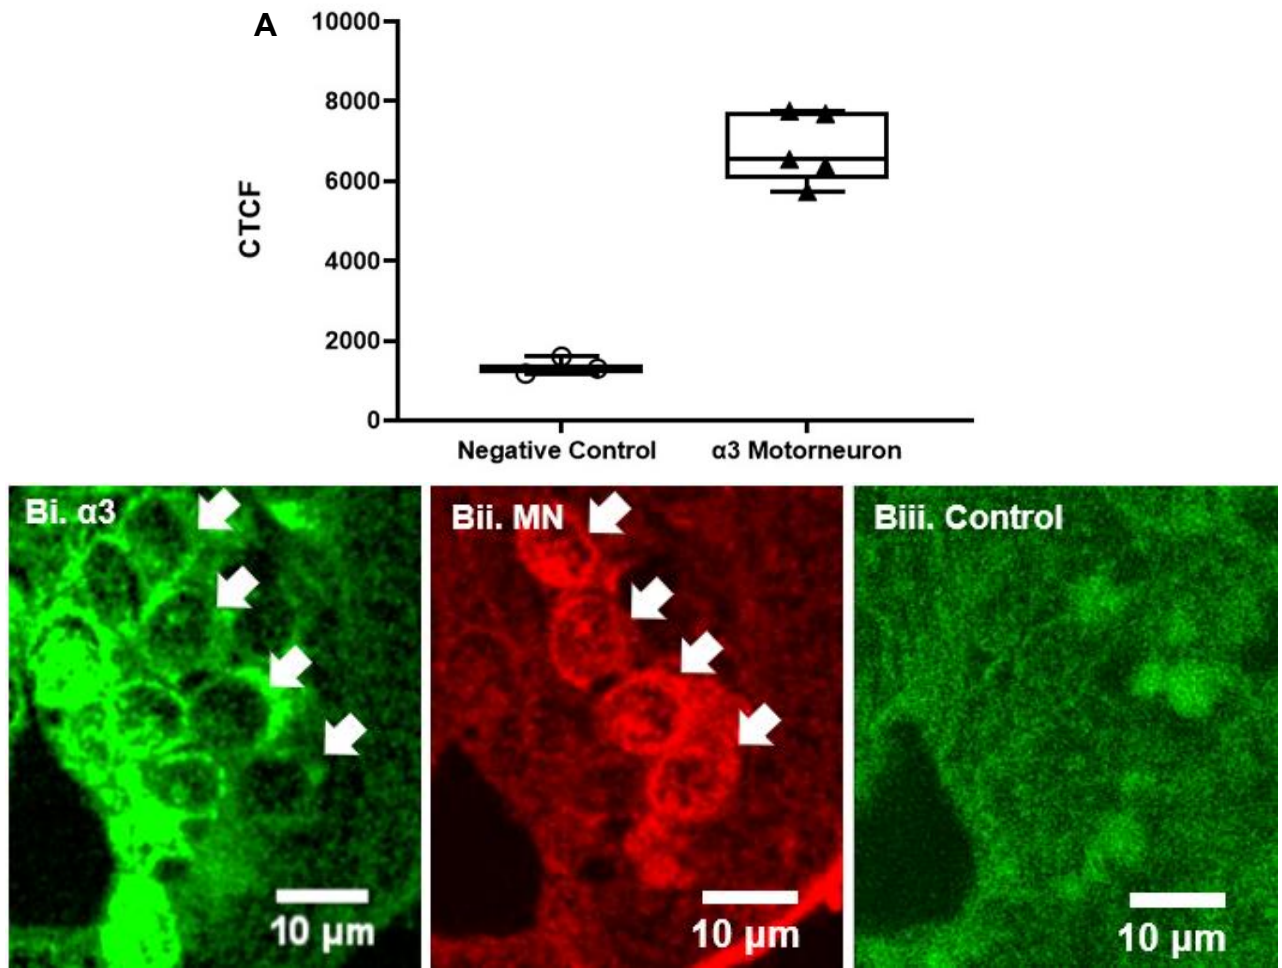 A
10000
8000
6000
4000
2000
0
CTCF
Negative Control
α3 Motorneuron
Bi. α3
Bii. MN
Biii. Control
10 µm
10 µm
10 µm